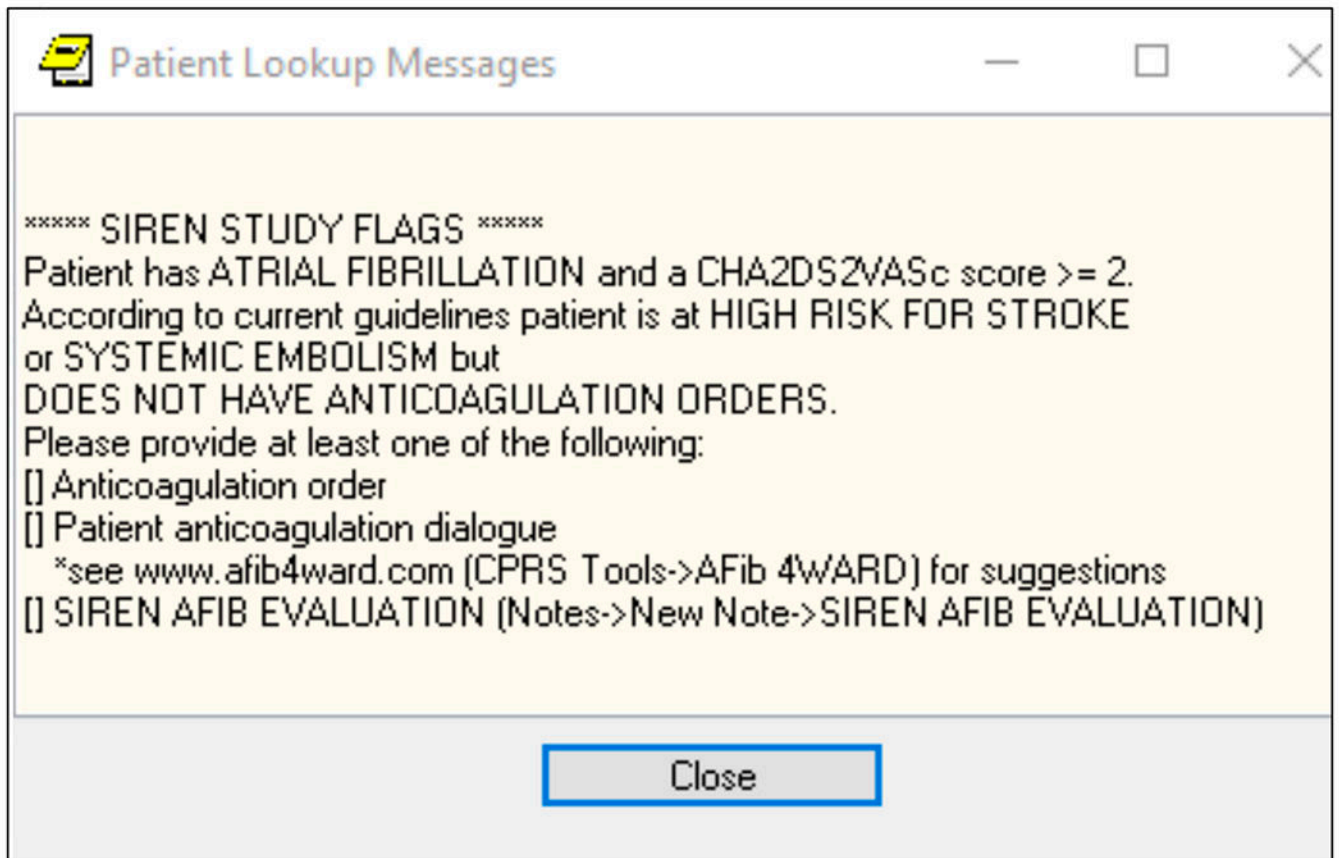 Patient Lookup Messages
***** SIREN STUDY FLAGS *****
Patient has ATRIAL FIBRILLATION and a CHA2DS2VASc score >= 2.
According to current guidelines patient is at HIGH RISK FOR STROKE
or SYSTEMIC EMBOLISM but
DOES NOT HAVE ANTICOAGULATION ORDERS.
Please provide at least one of the following:
[] Anticoagulation order
[] Patient anticoagulation dialogue
*see www.afib4ward.com (CPRS Tools->AFib 4WARD) for suggestions
[] SIREN AFIB EVALUATION (Notes->New Note->SIREN AFIB EVALUATION)
Close